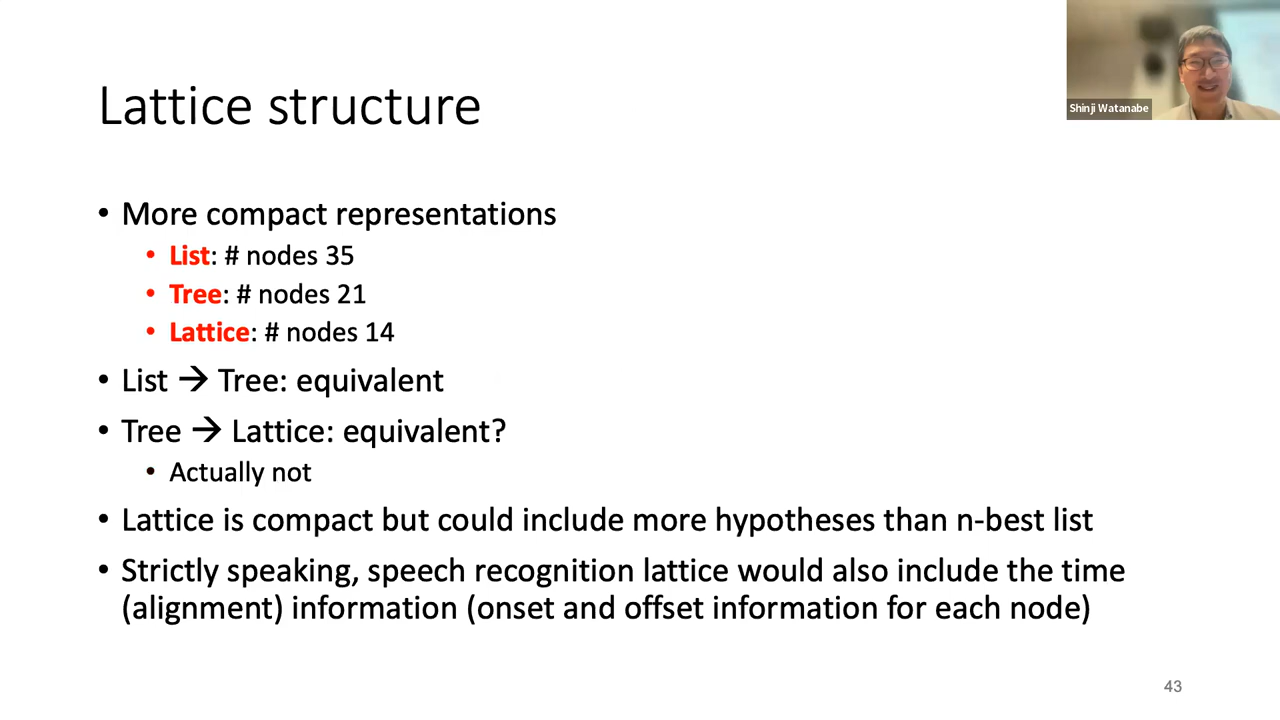 Shinji Watanabe
Lattice structure
• More compact representations
• List: # nodes 35
• Tree: # nodes 21
• Lattice: # nodes 14
• List → Tree: equivalent
• Tree → Lattice: equivalent?
• Actually not
• Lattice is compact but could include more hypotheses than n-best list
• Strictly speaking, speech recognition lattice would also include the time
(alignment) information (onset and offset information for each node)
43